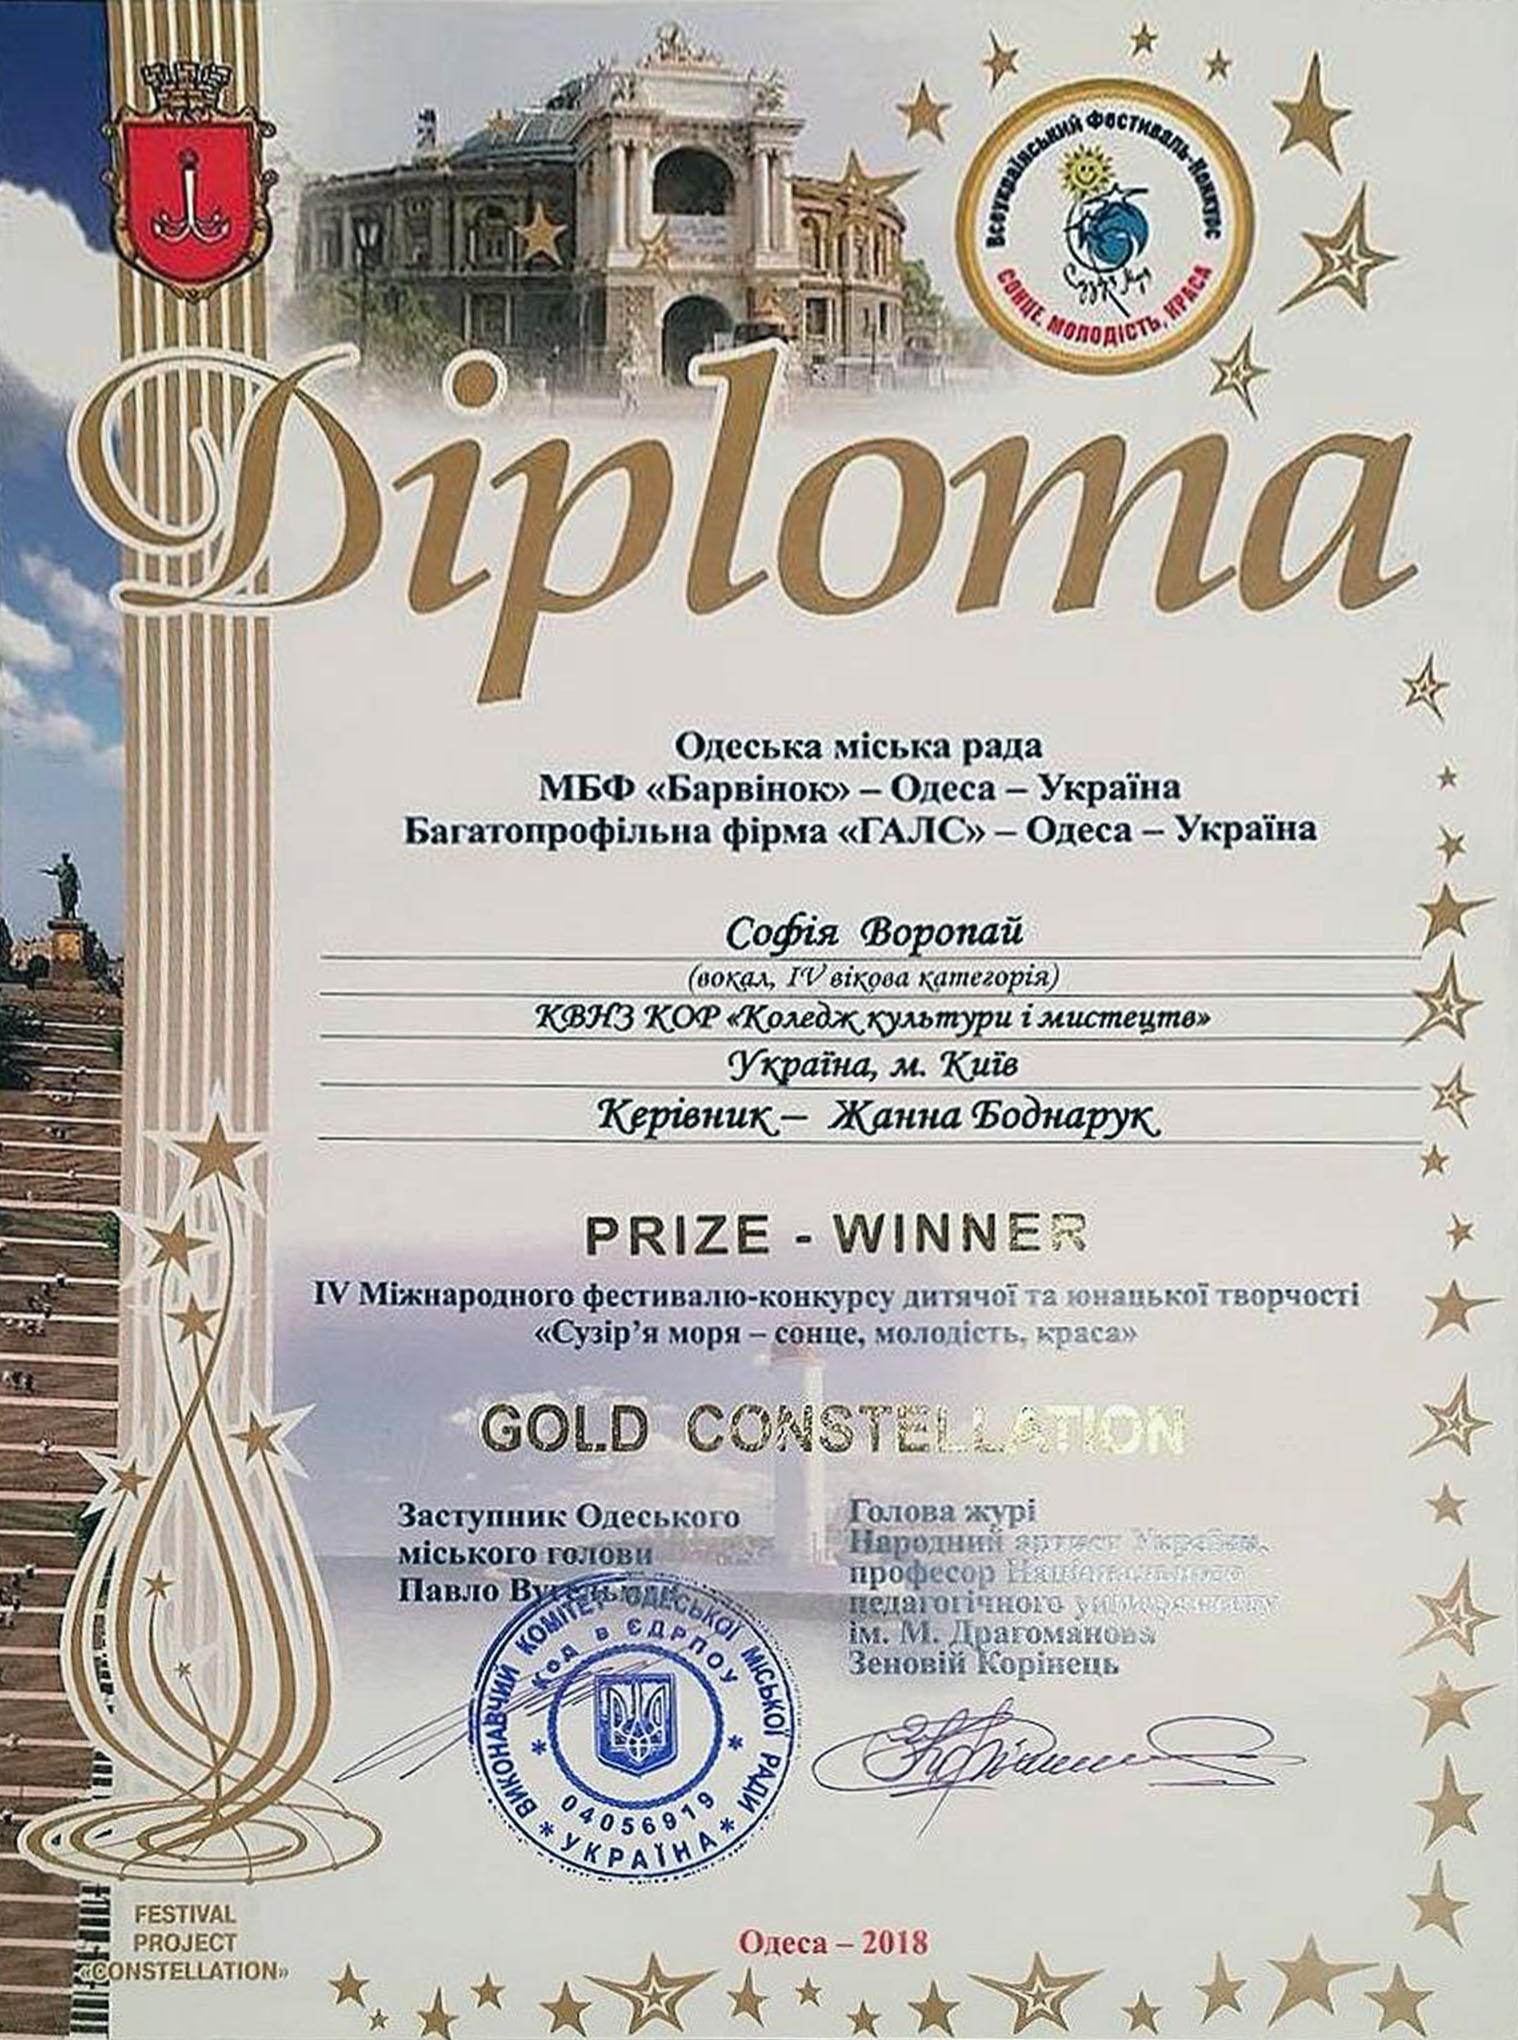 Всеукраїнський Фестиваль-Конкурс
СОНЦЕ, МОЛОДІСТЬ, КРАСА
Diploma
Одеська міська рада
МБФ «Барвінок» – Одеса – Україна
Багатопрофільна фірма «ГАЛС» – Одеса – Україна
Софія Воропай
(вокал, IV вікова категорія)
КВНЗ КОР «Коледж культури і мистецтв»
Україна, м. Київ
Керівник – Жанна Боднарук
PRIZE - WINNER
IV Міжнародного фестивалю-конкурсу дитячої та юнацької творчості
«Сузір’я моря – сонце, молодість, краса»
GOLD CONSTELLATION
Заступник Одеського
міського голови
Павло
Голова журі
Народний артист України,
професор Національного
педагогічного університету
ім. М. Драгоманова
Зеновій Корінець
ВИКОНАВЧИЙ КОМІТЕТ ОДЕСЬКОЇ МІСЬКОЇ РАДИ
Код в ЄДРПОУ
04056919
* УКРАЇНА *
FESTIVAL
PROJECT
«CONSTELLATION»
Одеса – 2018